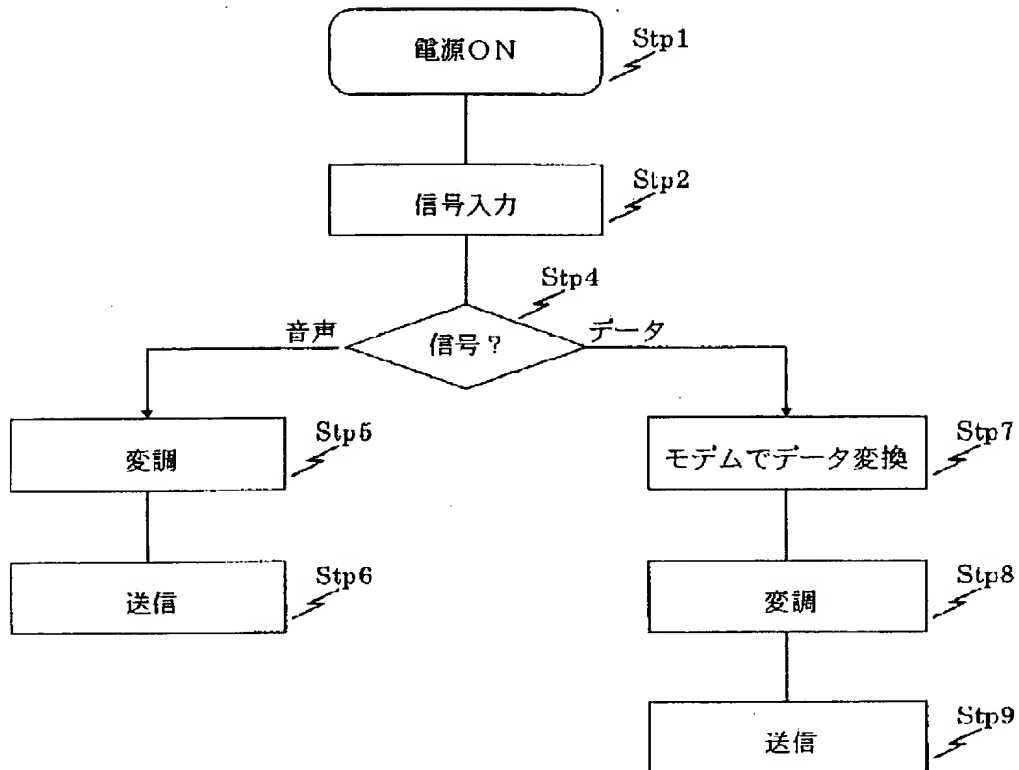 電源ON
Stp1
信号入力
Stp2
Stp4
音声
信号?
データ
変調
Stp5
モデムでデータ変換
Stp7
送信
Stp6
変調
Stp8
送信
Stp9